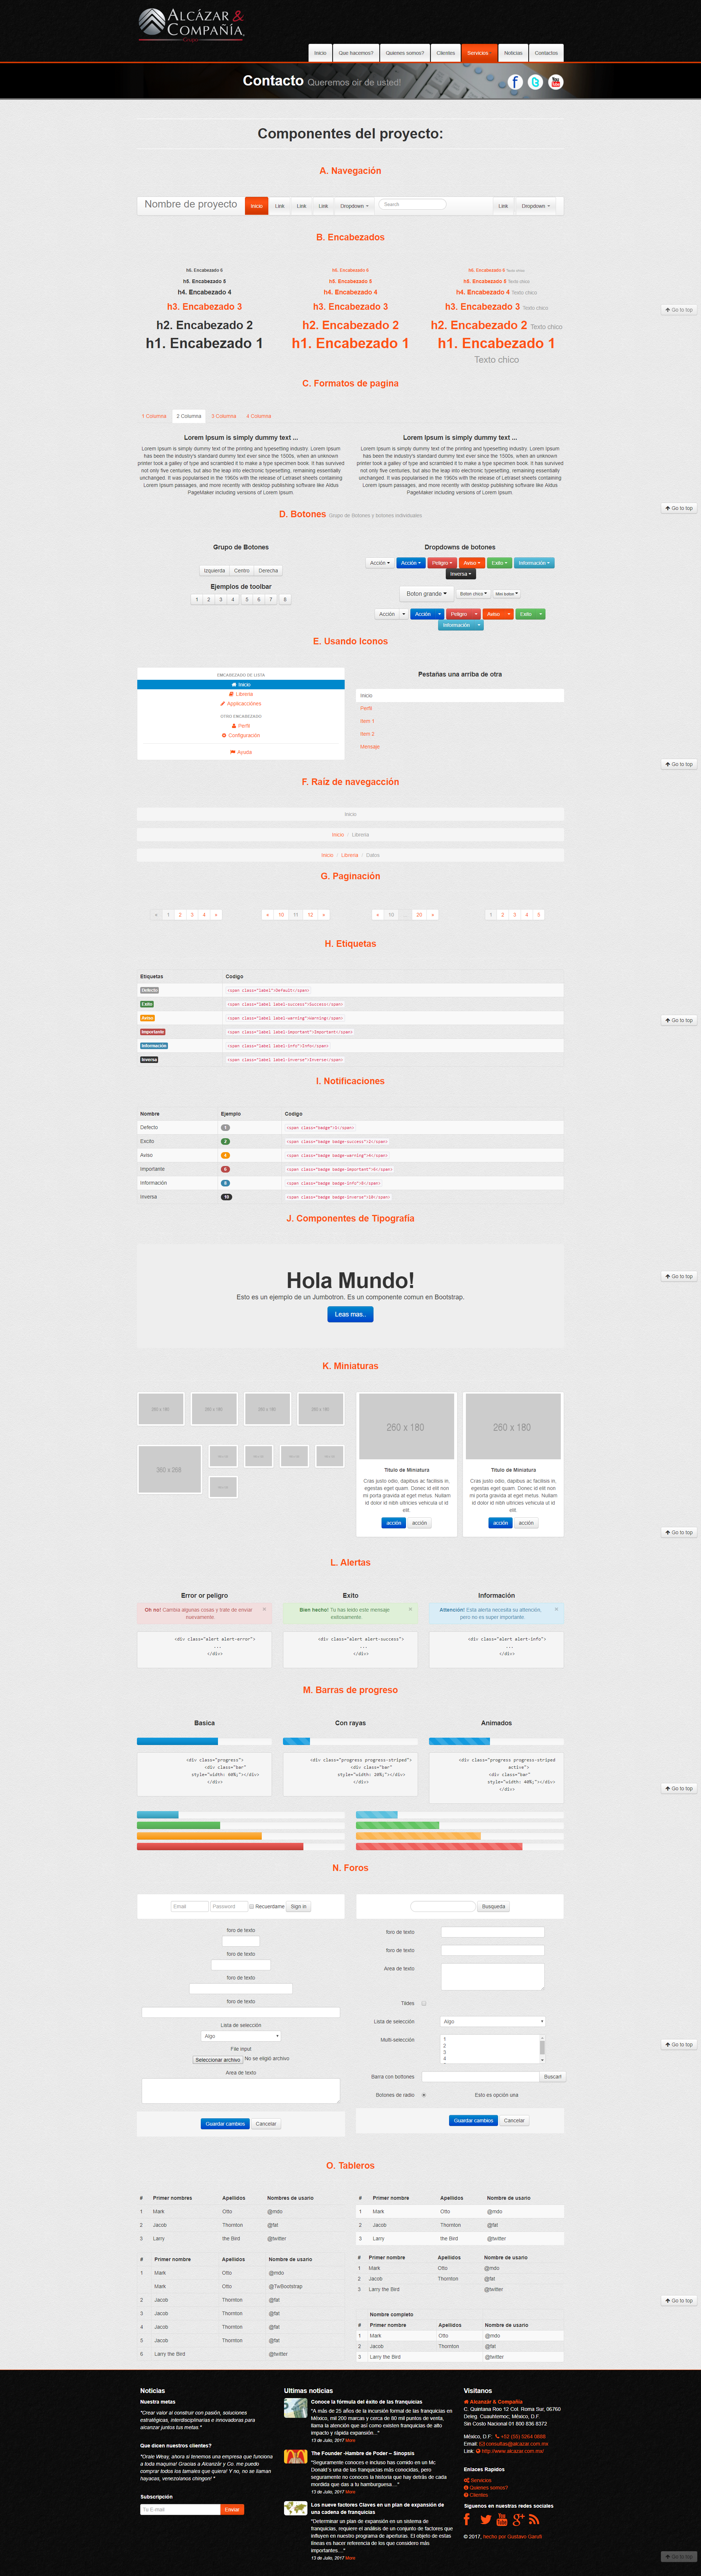 ALCÁZAR &
COMPAÑÍA
Inicio
Que hacemos?
Quienes somos?
Clientes
Servicios
Noticias
Contactos
Contacto Queremos oir de usted!
Componentes del proyecto:
A. Navegación
Nombre de proyecto Inicio Link Link Link Dropdown Search Link Dropdown
B. Encabezados
h6. Encabezado 6 h6. Encabezado 6 h6. Encabezado 6 Texto chico
h5. Encabezado 5 h5. Encabezado 5 h5. Encabezado 5 Texto chico
h4. Encabezado 4 h4. Encabezado 4 h4. Encabezado 4 Texto chico
h3. Encabezado 3 h3. Encabezado 3 h3. Encabezado 3 Texto chico
Go to top
h2. Encabezado 2 h2. Encabezado 2 h2. Encabezado 2 Texto chico
h1. Encabezado 1 h1. Encabezado 1 h1. Encabezado 1
Texto chico
C. Formatos de pagina
1 Columna 2 Columna 3 Columna 4 Columna
Lorem Ipsum is simply dummy text ...
Lorem Ipsum is simply dummy text of the printing and typesetting industry. Lorem Ipsum
has been the industry's standard dummy text ever since the 1500s, when an unknown
printer took a galley of type and scrambled it to make a type specimen book. It has survived
not only five centuries, but also the leap into electronic typesetting, remaining essentially
unchanged. It was popularised in the 1960s with the release of Letraset sheets containing
Lorem Ipsum passages, and more recently with desktop publishing software like Aldus
PageMaker including versions of Lorem Ipsum.
Lorem Ipsum is simply dummy text ...
Lorem Ipsum is simply dummy text of the printing and typesetting industry. Lorem Ipsum
has been the industry's standard dummy text ever since the 1500s, when an unknown
printer took a galley of type and scrambled it to make a type specimen book. It has survived
not only five centuries, but also the leap into electronic typesetting, remaining essentially
unchanged. It was popularised in the 1960s with the release of Letraset sheets containing
Lorem Ipsum passages, and more recently with desktop publishing software like Aldus
PageMaker including versions of Lorem Ipsum.
Go to top
D. Botones Grupo de Botones y botones individuales
Grupo de Botones
Izquierda Centro Derecha
Ejemplos de toolbar
1 2 3 4 5 6 7 8
Dropdowns de botones
Acción Acción Peligro Aviso Exito Información
Inversa
Boton grande Boton chico Mini boton
Acción Acción Peligro Aviso Exito
Información
E. Usando Iconos
ENCABEZADO DE LISTA
Inicio
Libreria
Applicacciones
OTRO ENCABEZADO
Perfil
Configuración
Ayuda
Pestañas una arriba de otra
Inicio
Perfil
Item 1
Item 2
Mensaje
Go to top
F. Raíz de navegacción
Inicio
Inicio / Libreria
Inicio / Libreria / Datos
G. Paginación
« 1 2 3 4 »
« 10 11 12 »
« 10 ... 20 »
1 2 3 4 5
H. Etiquetas
Etiquetas Codigo
Defecto <span class="label">Default</span>
Exito <span class="label label-success">Success</span>
Aviso <span class="label label-warning">Warning</span>
Go to top
Importante <span class="label label-important">Important</span>
Información <span class="label label-info">Info</span>
Inversa <span class="label label-inverse">Inverse</span>
I. Notificaciones
Nombre Ejemplo Codigo
Defecto 1 <span class="badge">1</span>
Excito 2 <span class="badge badge-success">2</span>
Aviso 4 <span class="badge badge-warning">4</span>
Importante 6 <span class="badge badge-important">6</span>
Información 8 <span class="badge badge-info">8</span>
Inversa 10 <span class="badge badge-inverse">10</span>
J. Componentes de Tipografía
Go to top
Hola Mundo!
Esto es un ejemplo de un Jumbotron. Es un componente comun en Bootstrap.
Leas mas..
K. Miniaturas
260 x 180
260 x 180
360 x 268
Titulo de Miniatura
Cras justo odio, dapibus ac facilisis in,
egestas eget quam. Donec id elit non
mi porta gravida at eget metus. Nullam
id dolor id nibh ultricies vehicula ut id
elit.
acción acción
Titulo de Miniatura
Cras justo odio, dapibus ac facilisis in,
egestas eget quam. Donec id elit non
mi porta gravida at eget metus. Nullam
id dolor id nibh ultricies vehicula ut id
elit.
acción acción
Go to top
L. Alertas
Error or peligro
Oh no! Cambia algunas cosas y trate de enviar
nuevamente.
<div class="alert alert-error">
...
</div>
Exito
Bien hecho! Tu has leido este mensaje
exitosamente.
<div class="alert alert-success">
...
</div>
Información
Attención! Esta alerta necesita su attención,
pero no es super importante.
<div class="alert alert-info">
...
</div>
M. Barras de progreso
Basica
<div class="progress">
<div class="bar"
style="width: 60%;"></div>
</div>
Con rayas
<div class="progress progress-striped">
<div class="bar"
style="width: 20%;"></div>
</div>
Animados
<div class="progress progress-striped
active">
<div class="bar"
style="width: 40%;"></div>
</div>
Go to top
N. Foros
Email Password Recuerdame Sign in
Busqueda
foro de texto
foro de texto
foro de texto
foro de texto
Lista de selección
Algo
File input
Seleccionar archivo No se eligió archivo
Area de texto
Guardar cambios Cancelar
foro de texto
foro de texto
Area de texto
Tildes
Lista de selección Algo
Multi-selección 1
2
3
4
Barra con bottones Buscar!
Botones de radio Esto es opción una
Guardar cambios Cancelar
Go to top
O. Tableros
# Primer nombres Apellidos Nombres de usario
1 Mark Otto @mdo
2 Jacob Thornton @fat
3 Larry the Bird @twitter
# Primer nombre Apellidos Nombre de usario
1 Mark Otto @mdo
2 Jacob Thornton @fat
3 Larry the Bird @twitter
# Primer nombre Apellidos Nombre de usario
1 Mark Otto @mdo
Mark Otto @TwBootstrap
2 Jacob Thornton @fat
3 Jacob Thornton @fat
4 Jacob Thornton @fat
5 Jacob Thornton @fat
6 Larry the Bird @twitter
# Primer nombre Apellidos Nombre de usario
1 Mark Otto @mdo
2 Jacob Thornton @fat
3 Larry the Bird @twitter
Nombre completo
# Primer nombre Apellidos Nombre de usario
1 Mark Otto @mdo
2 Jacob Thornton @fat
3 Larry the Bird @twitter
Go to top
Noticias
Nuestra metas
"Crear valor al construir con pasión, soluciones
estratégicas, interdisciplinarias e innovadoras para
alcanzar juntos tus metas."
Que dicen nuestros clientes?
"Cafe Wray, ahora si tenemos una empresa que funciona
a toda maquina! Gracias a Alcanzár y Co. me puedo
comprar todos los tamales que quiera! Y no, no se llaman
hayacas, venezolanos chingon! "
Subscripción
Tu E-mail Enviar
Ultimas noticias
Conoce la fórmula del éxito de las franquicias
"A más de 25 años de la incursión formal de las franquicias en
México, mil 200 marcas y cerca de 80 mil puntos de venta,
llama la atención que así como existen franquicias de alto
impacto y rápida expansión..."
13 de Julio, 2017 More
The Founder -Hambre de Poder – Sinopsis
"Seguramente conoces e incluso has comido en un Mc
Donald´s una de las franquicias más conocidas, pero
seguramente no conoces la historia que hay detrás de cada
mordida que das a tu hamburguesa…"
13 de Julio, 2017 More
Los nueve factores Claves en un plan de expansión de
una cadena de franquicias
"Determinar un plan de expansión en un sistema de
franquicias, requiere el análisis de un conjunto de factores que
influyen en nuestro programa de aperturas. El objeto de estas
líneas es hacer referencia de los que considero más
importantes…"
13 de Julio, 2017 More
Visitanos
Alcanzár & Compañía
C. Quintana Roo 12 Col. Roma Sur, 06760
Deleg. Cuauhtemoc; México, D.F.
Sin Costo Nacional 01 800 836 8372
México, D.F: +52 (55) 5264 0888
Email: consultas@alcazar.com.mx
Link: http://www.alcazar.com.mx/
Enlaces Rapidos
Servicios
Quienes somos?
Clientes
Siguenos en nuestras redes sociales
© 2017, hecho por Gustavo Gandi
Go to top